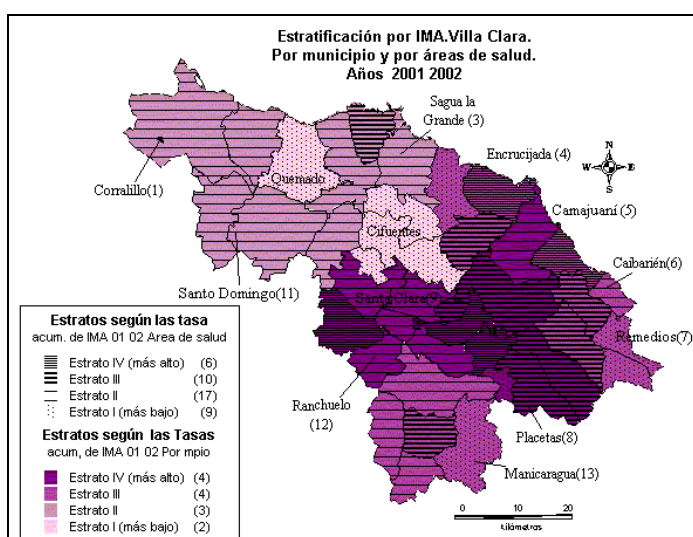 Estratificación por IMA.Villa Clara.
Por municipio y por áreas de salud.
Años 2001 2002
Sagua la
Grande (3)
Encrucijada (4)
N
W E
S
Quemado
Corralillo(1)
Camajuaní (5)
Cifuentes
Caibarién(6)
Santo Domingo(11)
Santa Clara(9)
Remedios(7)
Estratos según las tasa
acum. de IMA 01 02 Area de salud
Estrato IV (más alto) (6)
Estrato III (10)
Estrato II (17)
Estrato I (más bajo) (9)
Ranchuelo
(12)
Placetas(8)
Estratos según las Tasas
acum, de IMA 01 02 Por mpio
Manicaragua(13)
Estrato IV (más alto) (4)
Estrato III (4)
Estrato II (3)
Estrato I (más bajo) (2)
0 10 20
kilómetros